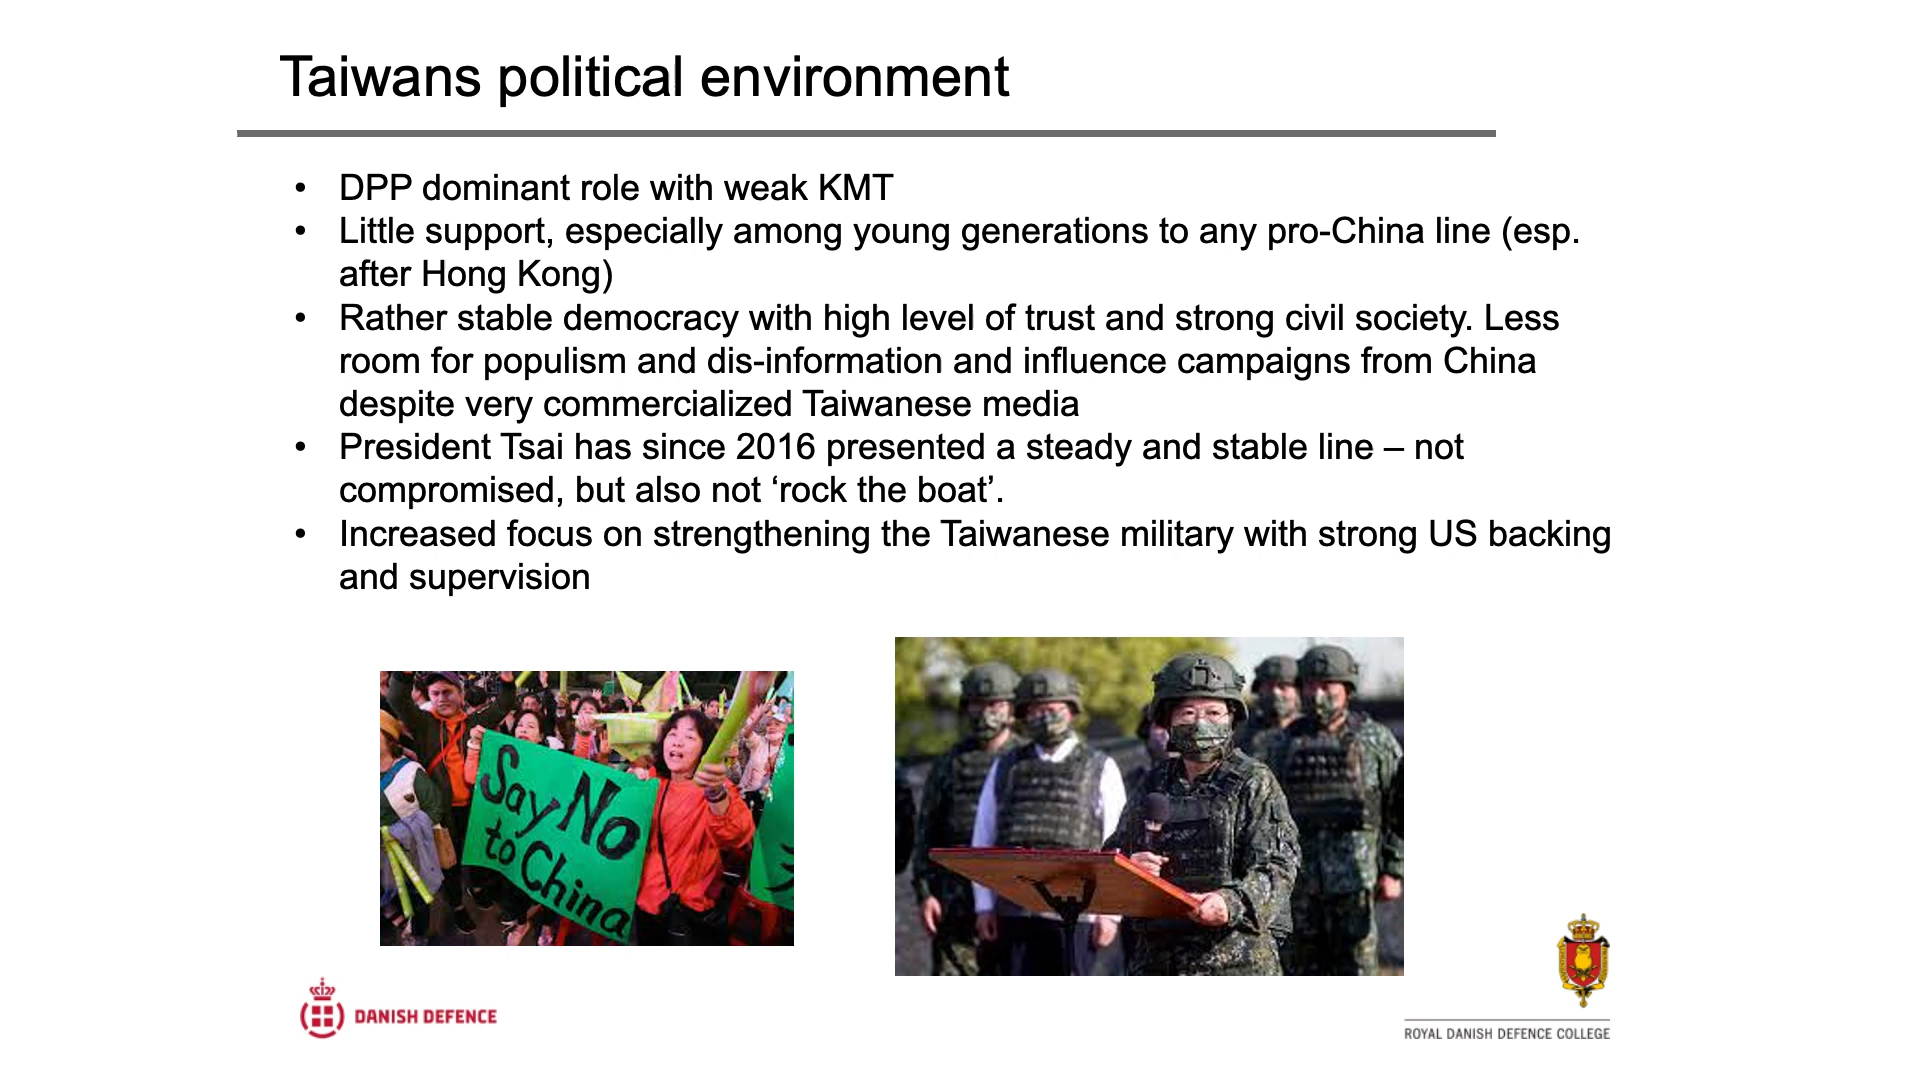 Taiwans political environment
• DPP dominant role with weak KMT
• Little support, especially among young generations to any pro-China line (esp.
after Hong Kong)
• Rather stable democracy with high level of trust and strong civil society. Less
room for populism and dis-information and influence campaigns from China
despite very commercialized Taiwanese media
• President Tsai has since 2016 presented a steady and stable line – not
compromised, but also not ‘rock the boat’.
• Increased focus on strengthening the Taiwanese military with strong US backing
and supervision
Say No
to China
DANISH DEFENCE
ROYAL DANISH DEFENCE COLLEGE